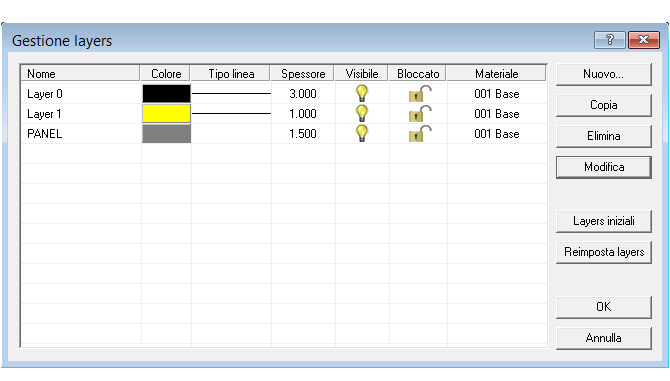 Gestione layers
Nome Colore Tipo linea Spessore Visibile Bloccato Materiale
Layer 0 3.000 001 Base
Layer 1 1.000 001 Base
PANEL 1.500 001 Base
Nuovo...
Copia
Elimina
Modifica
Layers iniziali
Reimposta layers
OK
Annulla